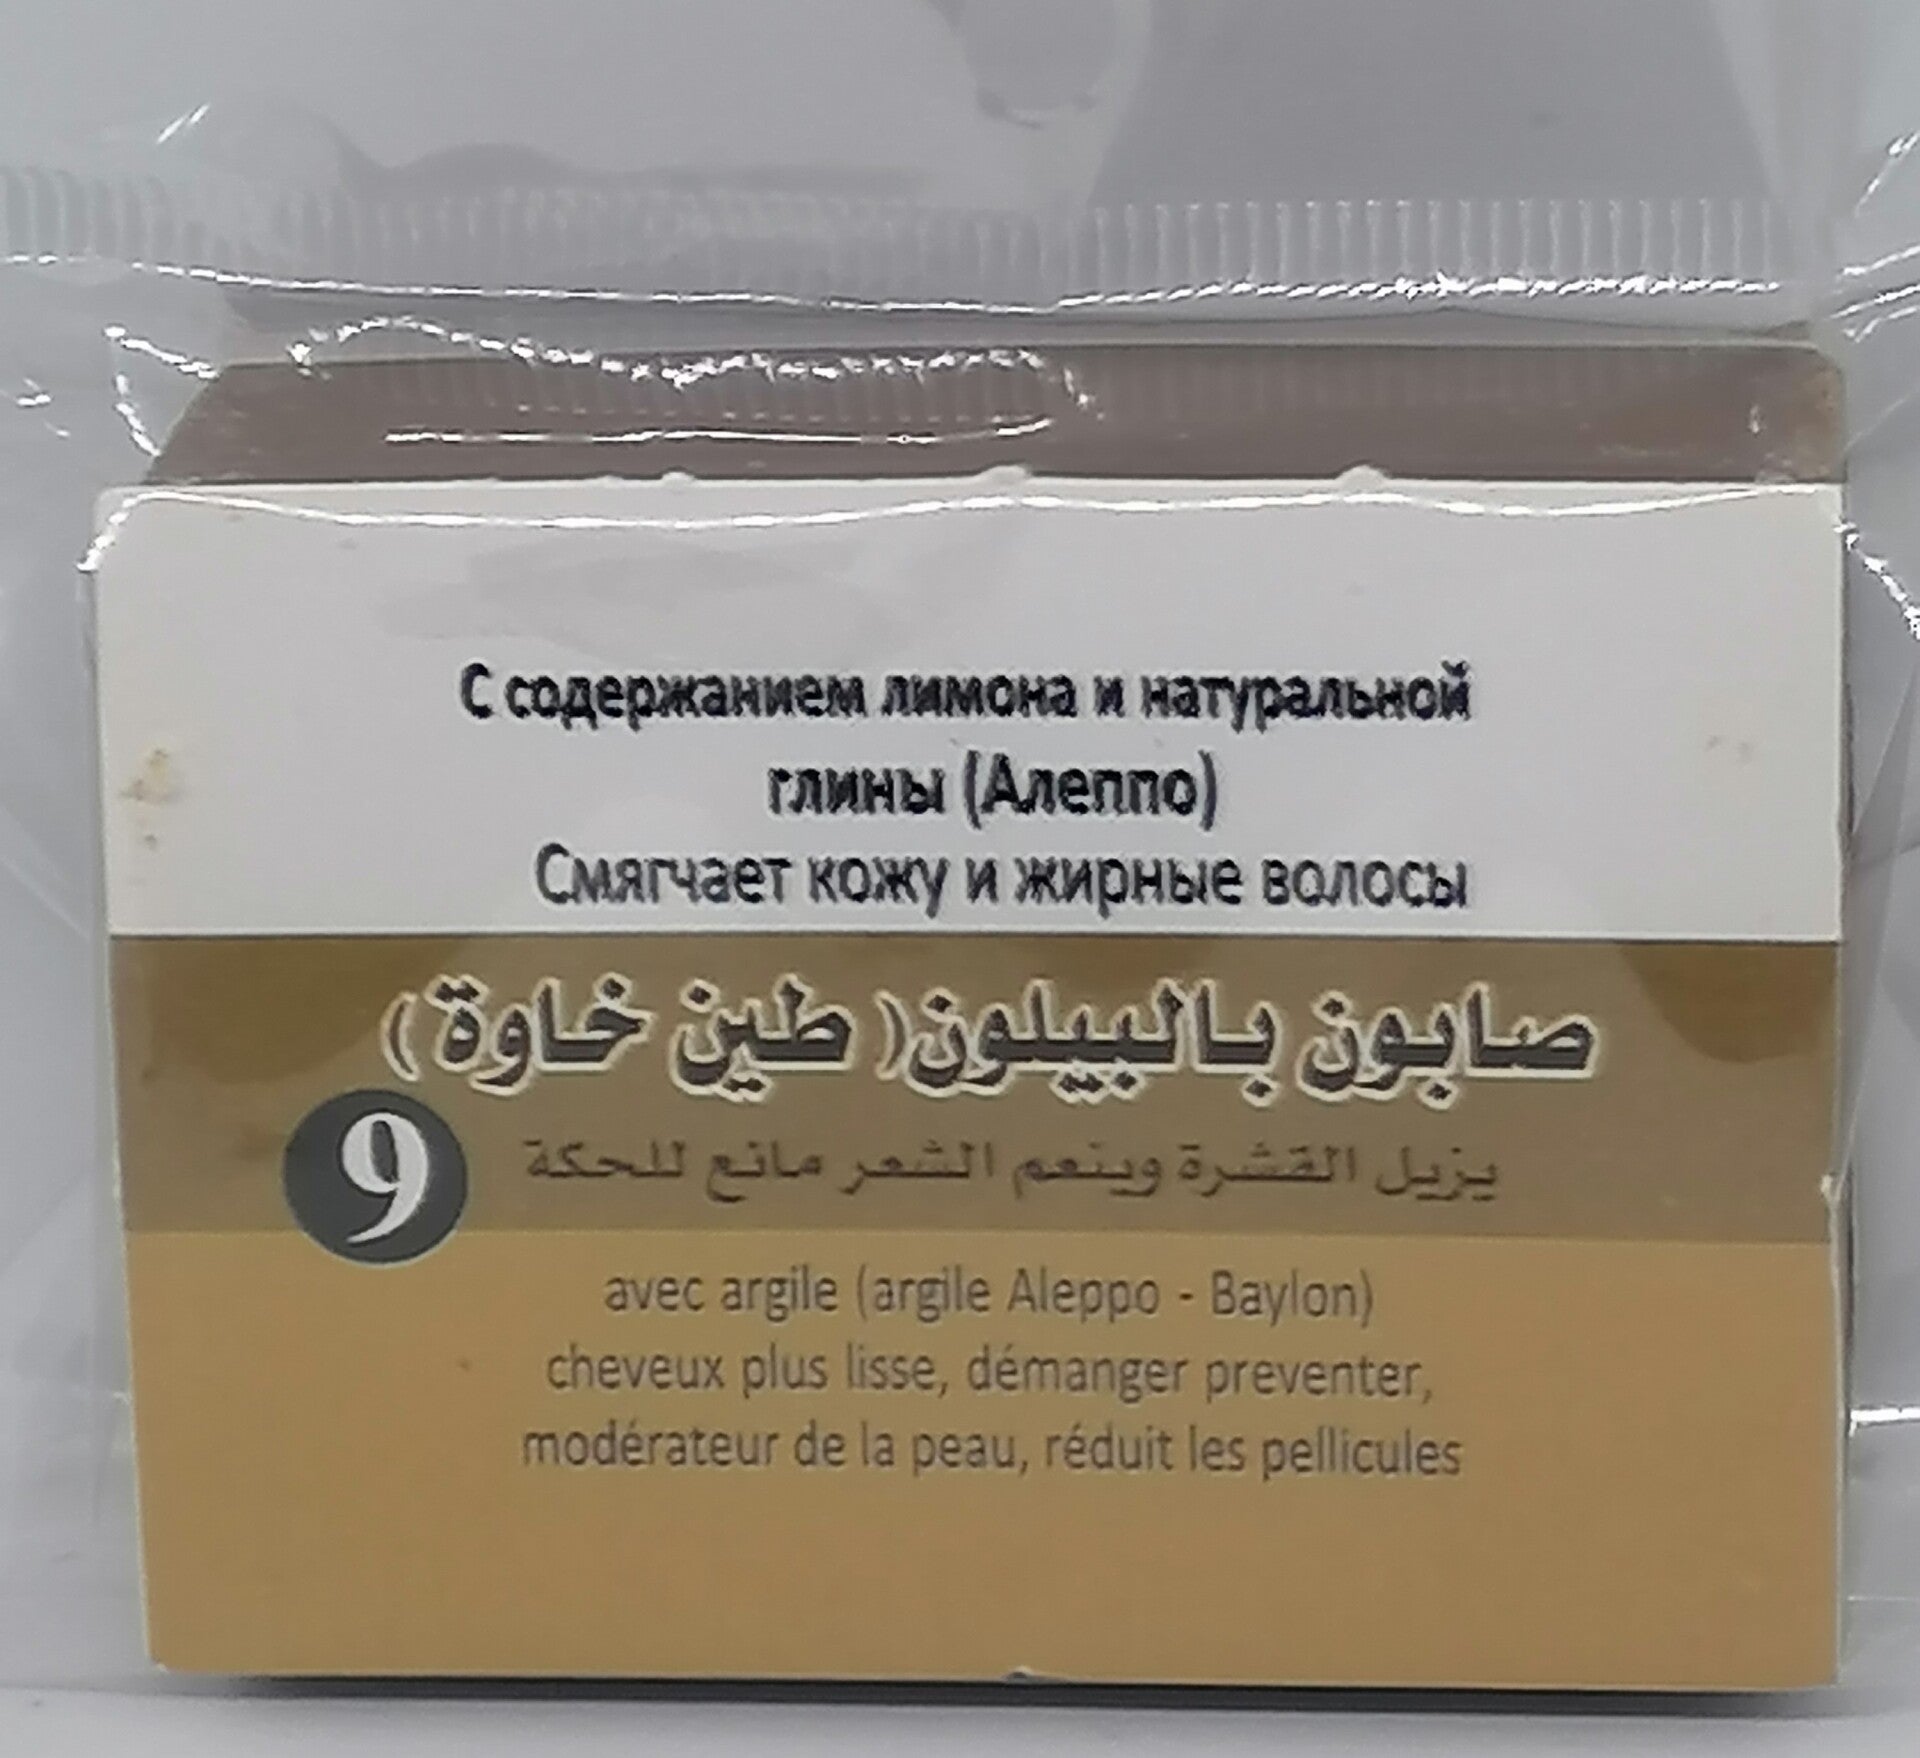 С содержанием лимона и натуральной
глины (Алеппо)
Смягчает кожу и жирные волосы
صابون بالبيلون( طين خاوة )
9
يزيل القشرة وينعم الشعر مانع للحكة
avec argile (argile Aleppo - Baylon)
cheveux plus lisse, démanger preventer,
modérateur de la peau, réduit les pellicules